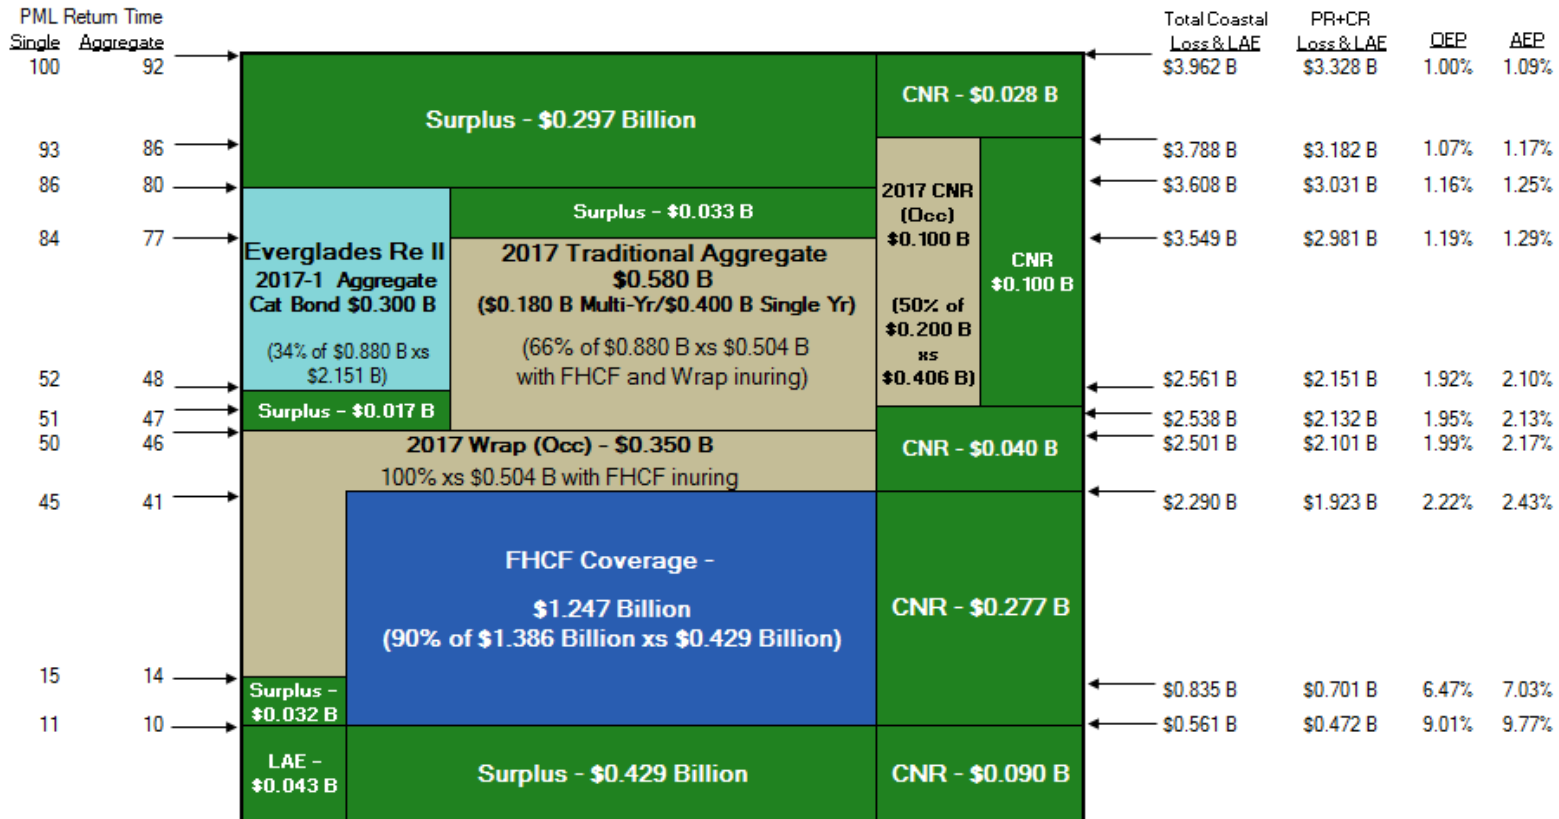 PML Return Time
Single Aggregate
Total Coastal PR+CR
Loss & LAE Loss & LAE OEP AEP
100 92
$3.962 B $3.328 B 1.00% 1.09%
Surplus - $0.297 Billion
CNR - $0.028 B
93 86
$3.788 B $3.182 B 1.07% 1.17%
86 80
$3.608 B $3.031 B 1.16% 1.25%
Surplus - $0.033 B
84 77
$3.549 B $2.981 B 1.19% 1.29%
Everglades Re II
2017-1 Aggregate
Cat Bond $0.300 B
(34% of $0.880 B xs
$2.151 B)
2017 Traditional Aggregate
$0.580 B
($0.180 B Multi-Yr/$0.400 B Single Yr)
(66% of $0.880 B xs $0.504 B
with FHCF and Wrap inuring)
2017 CNR
(Occ)
$0.100 B
(50% of
$0.200 B
xs
$0.406 B)
CNR
$0.100 B
52 48
$2.561 B $2.151 B 1.92% 2.10%
Surplus - $0.017 B
51 47
$2.538 B $2.132 B 1.95% 2.13%
50 46
$2.501 B $2.101 B 1.99% 2.17%
2017 Wrap (Occ) - $0.350 B
100% xs $0.504 B with FHCF inuring
CNR - $0.040 B
45 41
$2.290 B $1.923 B 2.22% 2.43%
FHCF Coverage -
$1.247 Billion
(90% of $1.386 Billion xs $0.429 Billion)
CNR - $0.277 B
15 14
$0.835 B $0.701 B 6.47% 7.03%
Surplus -
$0.032 B
11 10
$0.561 B $0.472 B 9.01% 9.77%
LAE -
$0.043 B
Surplus - $0.429 Billion
CNR - $0.090 B